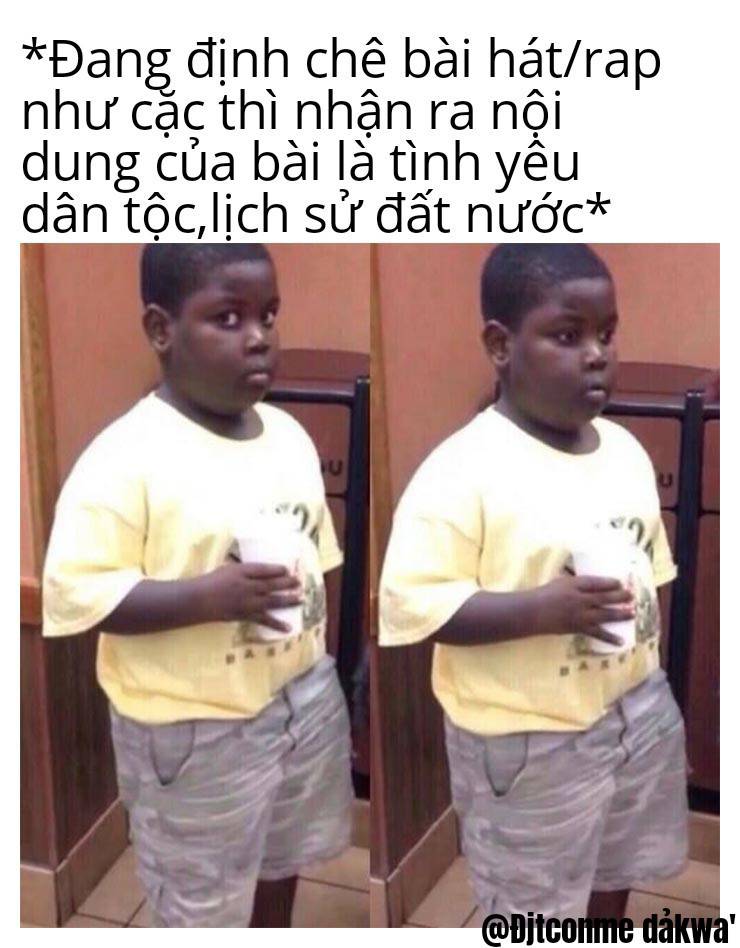 *Đang định chê bài hát/rap
như cặc thì nhận ra nội
dung của bài là tình yêu
dân tộc,lịch sử đất nước*
@Đjtconme dảkwa'